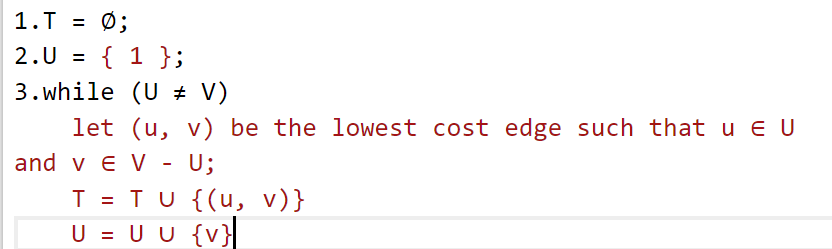 1.T = ∅;
2.U = { 1 };
3.while (U ≠ V)
let (u, v) be the lowest cost edge such that u ∈ U
and v ∈ V - U;
T = T ∪ {(u, v)}
U = U ∪ {v}